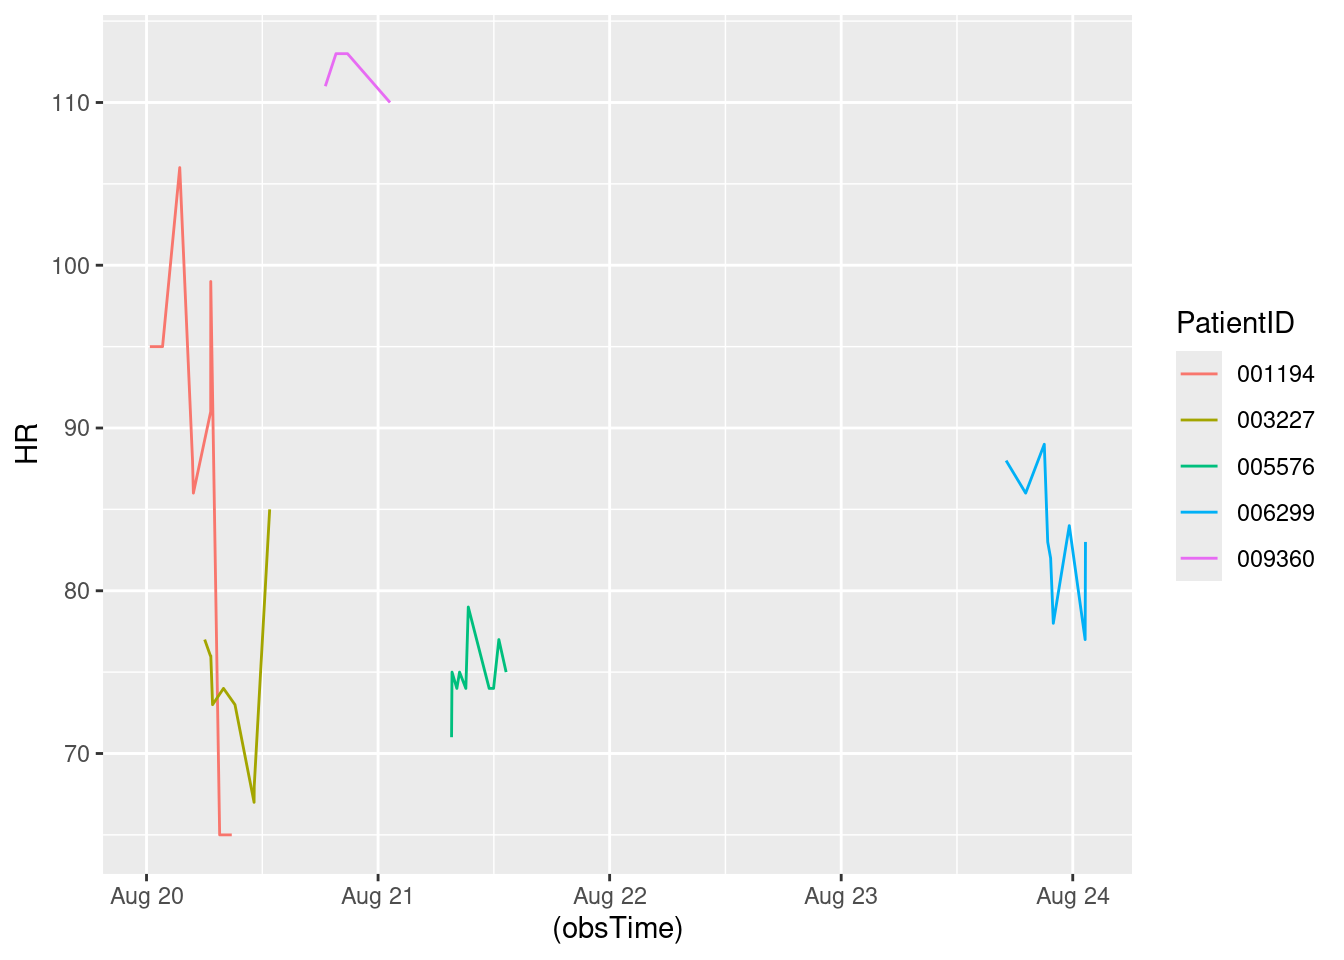 110
100
90
80
70
HR
Aug 20
Aug 21
Aug 22
Aug 23
Aug 24
(obsTime)
PatientID
001194
003227
005576
006299
009360